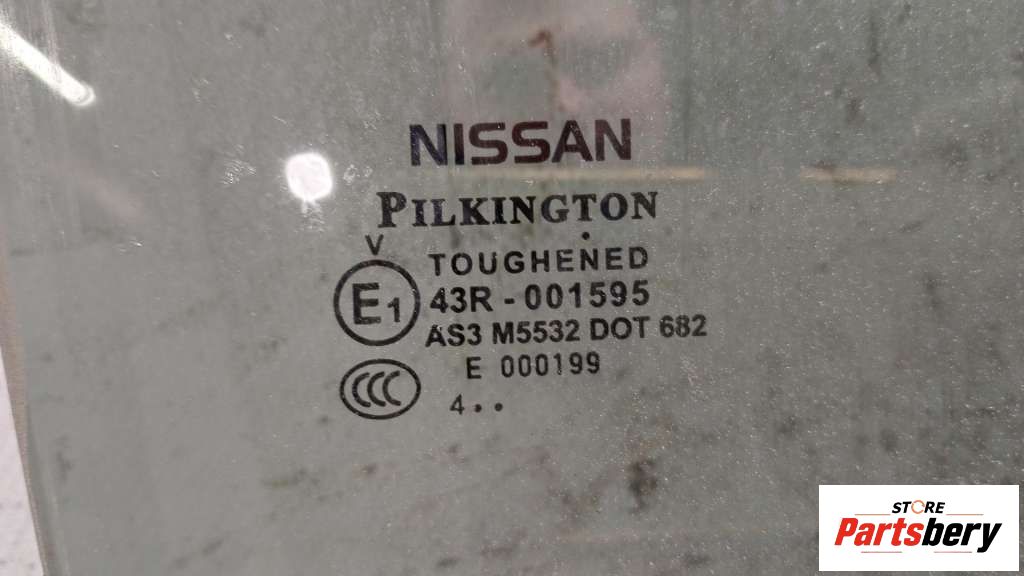 NISSAN
PILKINGTON
V
TOUGHENED
E1
43R - 001595
AS3 M5532 DOT 682
E 000199
CCC
4..
STORE
Partsbery